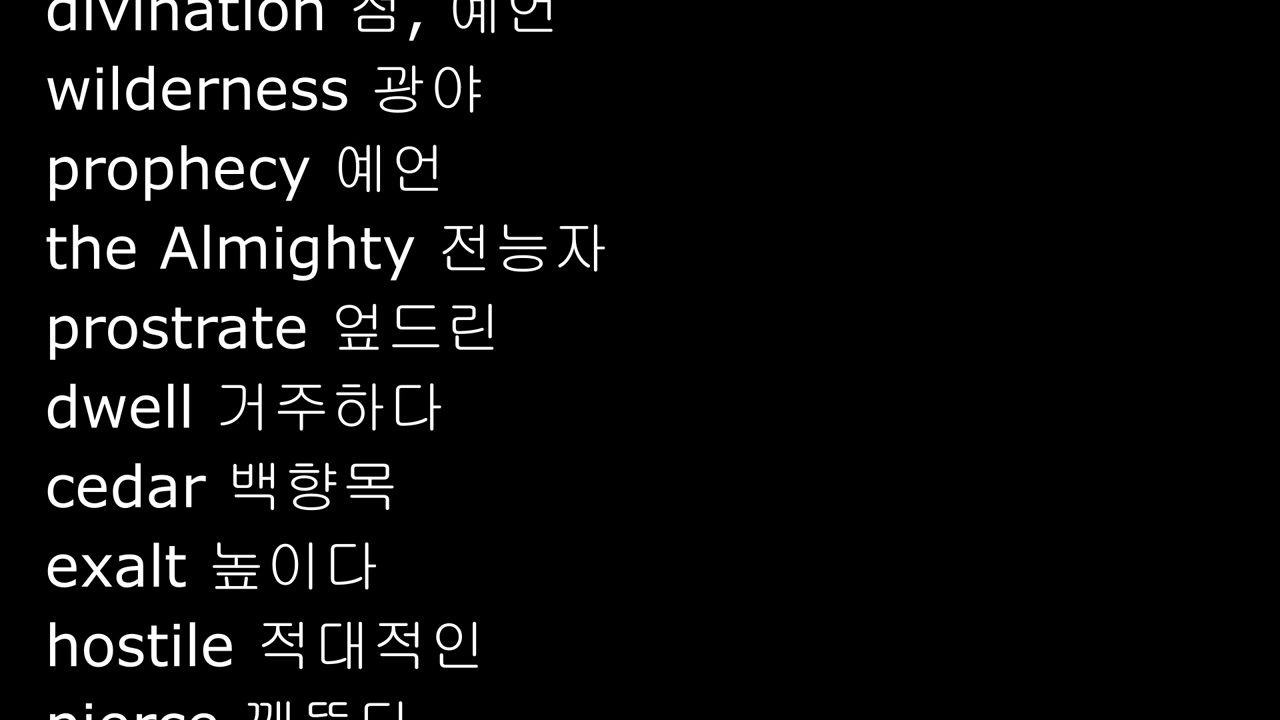 divination 점, 예언
wilderness 광야
prophecy 예언
the Almighty 전능자
prostrate 엎드린
dwell 거주하다
cedar 백향목
exalt 높이다
hostile 적대적인
pierce 꿰뚫다